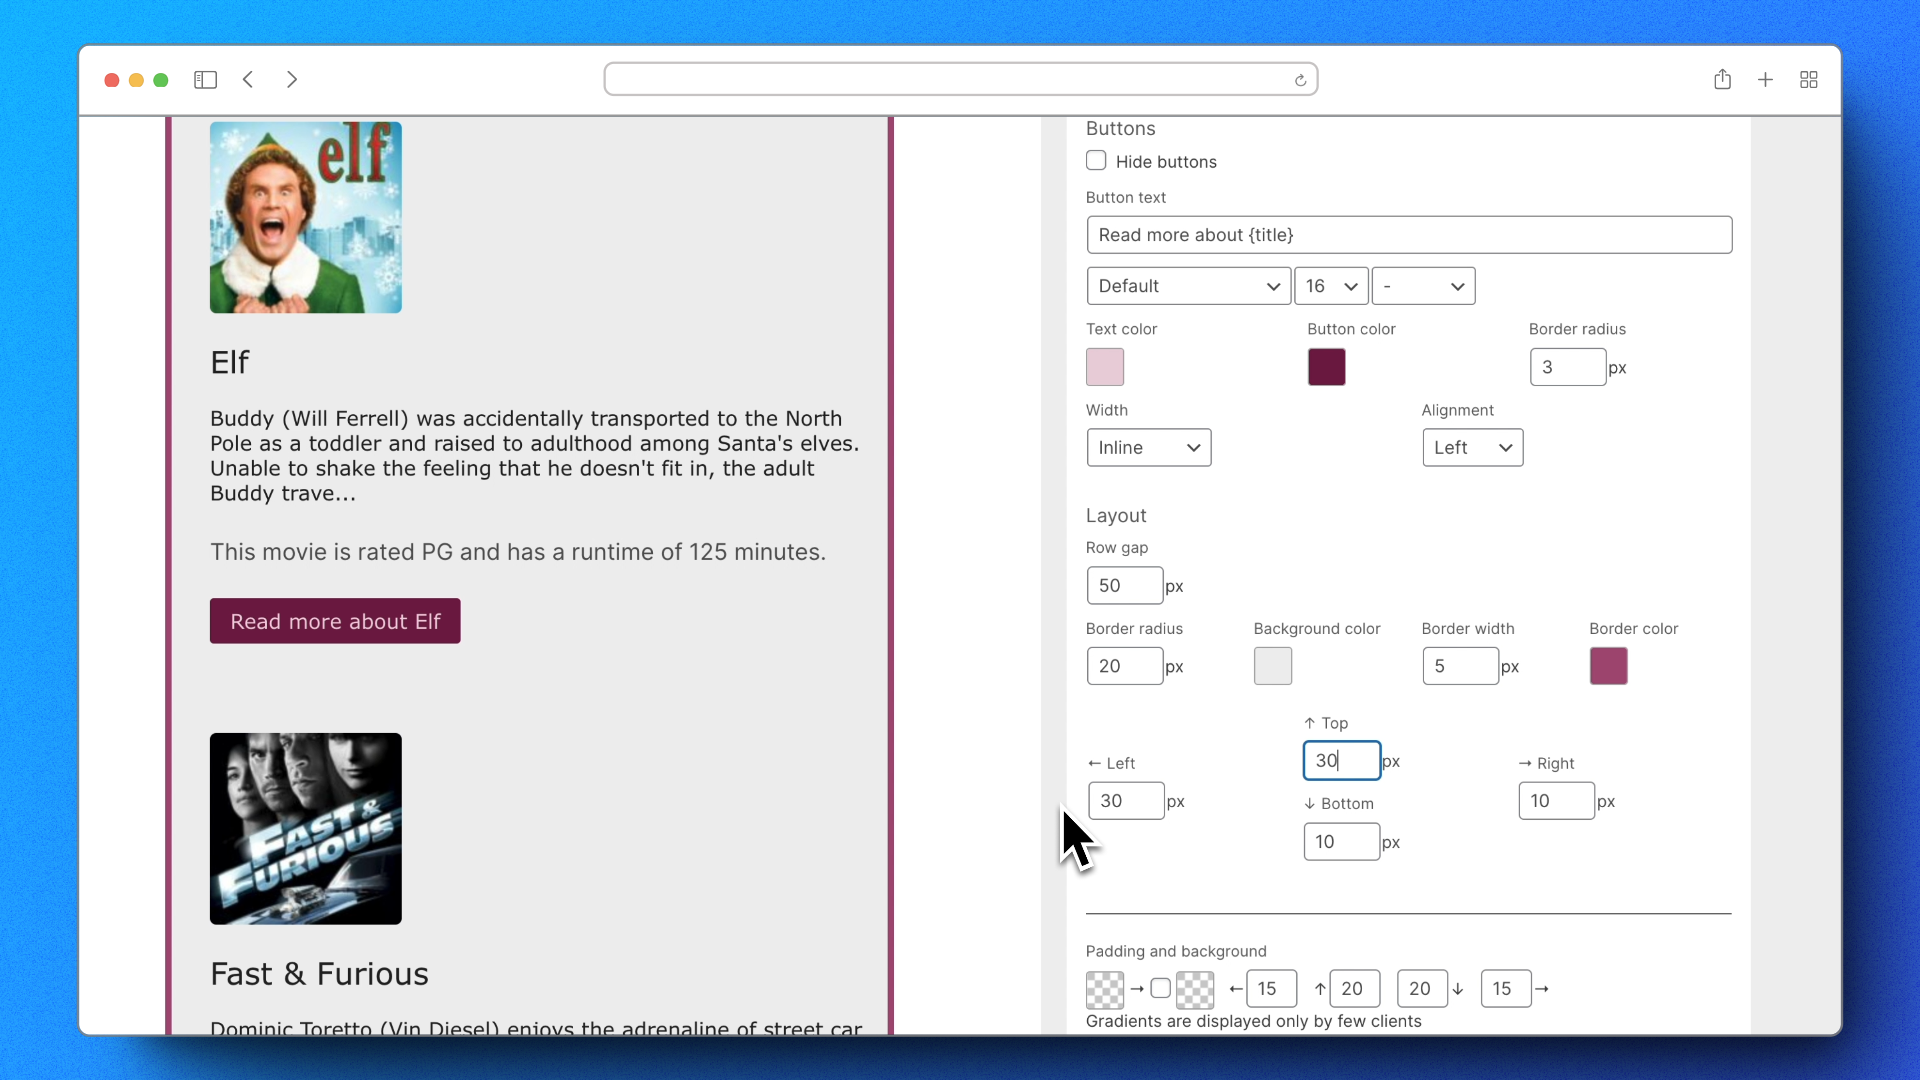 elf
Elf
Buddy (Will Ferrell) was accidentally transported to the North
Pole as a toddler and raised to adulthood among Santa's elves.
Unable to shake the feeling that he doesn't fit in, the adult
Buddy trave...
This movie is rated PG and has a runtime of 125 minutes.
Read more about Elf
FAST &
FURIOUS
Fast & Furious
Dominic Toretto (Vin Diesel) enjoys the adrenaline of street car
Buttons
Hide buttons
Button text
Read more about {title}
Default 16 -
Text color Button color Border radius
3 px
Width Alignment
Inline Left
Layout
Row gap
50 px
Border radius Background color Border width Border color
20 px 5 px
↑ Top
30 px
← Left → Right
30 px 10 px
↓ Bottom
10 px
Padding and background
→ ← 15 ↑ 20 20 ↓ 15 →
Gradients are displayed only by few clients